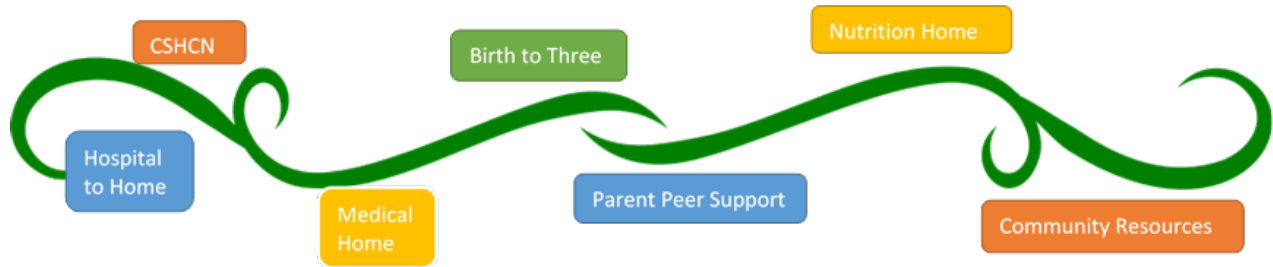 CSHCN
Hospital
to Home
Medical
Home
Birth to Three
Parent Peer Support
Nutrition Home
Community Resources